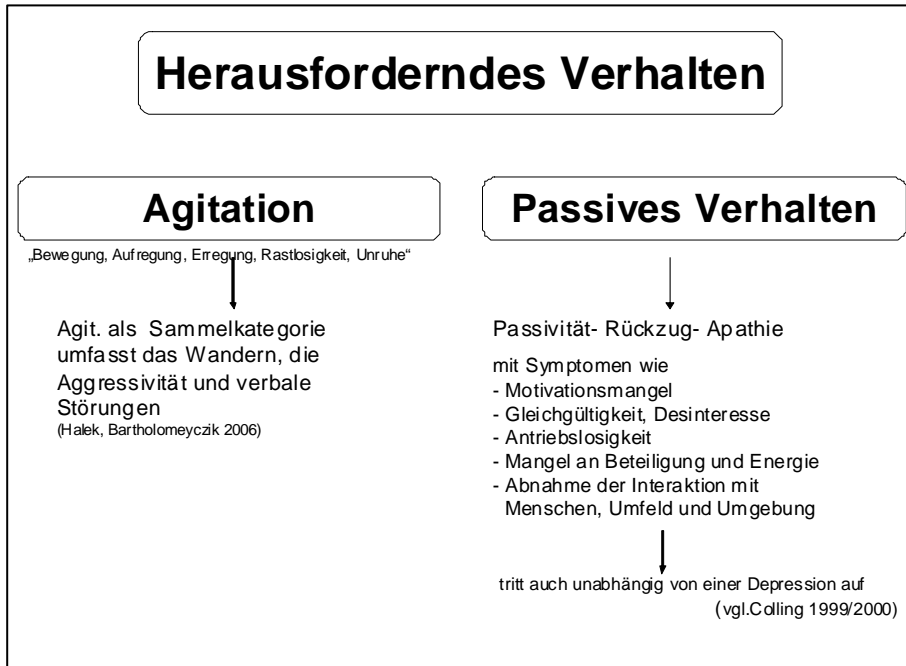 Herausforderndes Verhalten
Agitation
„Bewegung, Aufregung, Erregung, Rastlosigkeit, Unruhe“
Agit. als Sammelkategorie
umfasst das Wandern, die
Aggressivität und verbale
Störungen
(Halek, Bartholomeyczik 2006)
Passives Verhalten
Passivität- Rückzug- Apathie
mit Symptomen wie
- Motivationsmangel
- Gleichgültigkeit, Desinteresse
- Antriebslosigkeit
- Mangel an Beteiligung und Energie
- Abnahme der Interaktion mit
Menschen, Umfeld und Umgebung
tritt auch unabhängig von einer Depression auf
(vgl.Colling 1999/2000)